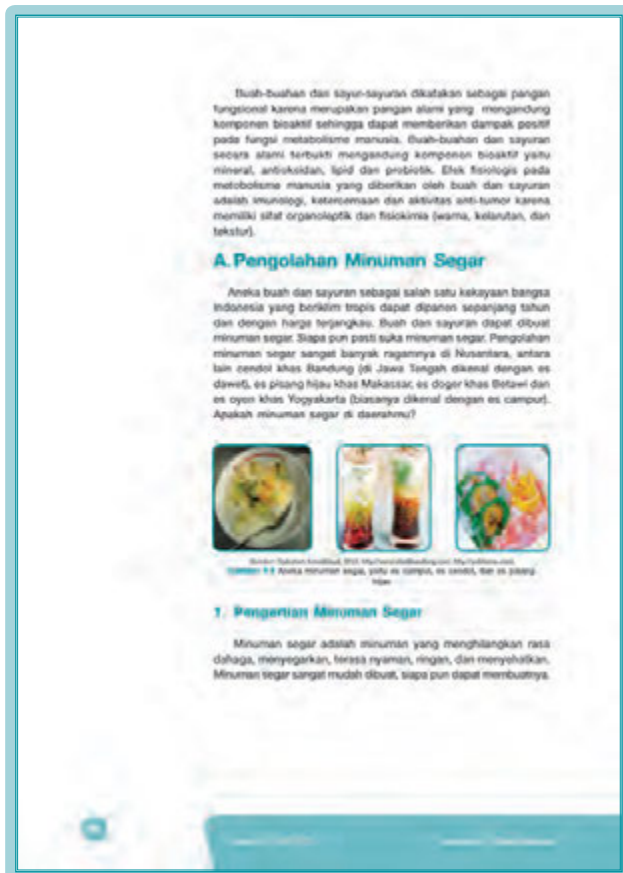 Buah-buahan dan sayur-sayuran dikatakan sebagai pangan
fungsional karena merupakan pangan alami yang mengandung
komponen bioaktif sehingga dapat memberikan dampak positif
pada fungsi metabolisme manusia. Buah-buahan dan sayuran
secara alami terbukti mengandung komponen bioaktif yaitu
mineral, antioksidan, lipid dan probiotik. Efek fisiologis pada
metobolisme manusia yang diberikan oleh buah dan sayuran
adalah imunologi, ketercernaan dan aktivitas anti-tumor karena
memiliki sifat organoleptik dan fisiokimia (warna, kelarutan, dan
tekstur).
A. Pengolahan Minuman Segar
Aneka buah dan sayuran sebagai salah satu kekayaan bangsa
Indonesia yang beriklim tropis dapat dipanen sepanjang tahun
dan dengan harga terjangkau. Buah dan sayuran dapat dibuat
minuman segar. Siapa pun pasti suka minuman segar. Pengolahan
minuman segar sangat banyak ragamnya di Nusantara, antara
lain cendol khas Bandung (di Jawa Tengah dikenal dengan es
dawet), es pisang hijau khas Makassar, es doger khas Betawi dan
es oyen khas Yogyakarta (biasanya dikenal dengan es campur).
Apakah minuman segar di daerahmu?
Aneka minuman segar, yaitu es campur, es cendol, dan es pisang
hijau
1. Pengertian Minuman Segar
Minuman segar adalah minuman yang menghilangkan rasa
dahaga, menyegarkan, terasa nyaman, ringan, dan menyehatkan.
Minuman segar sangat mudah dibuat, siapa pun dapat membuatnya.